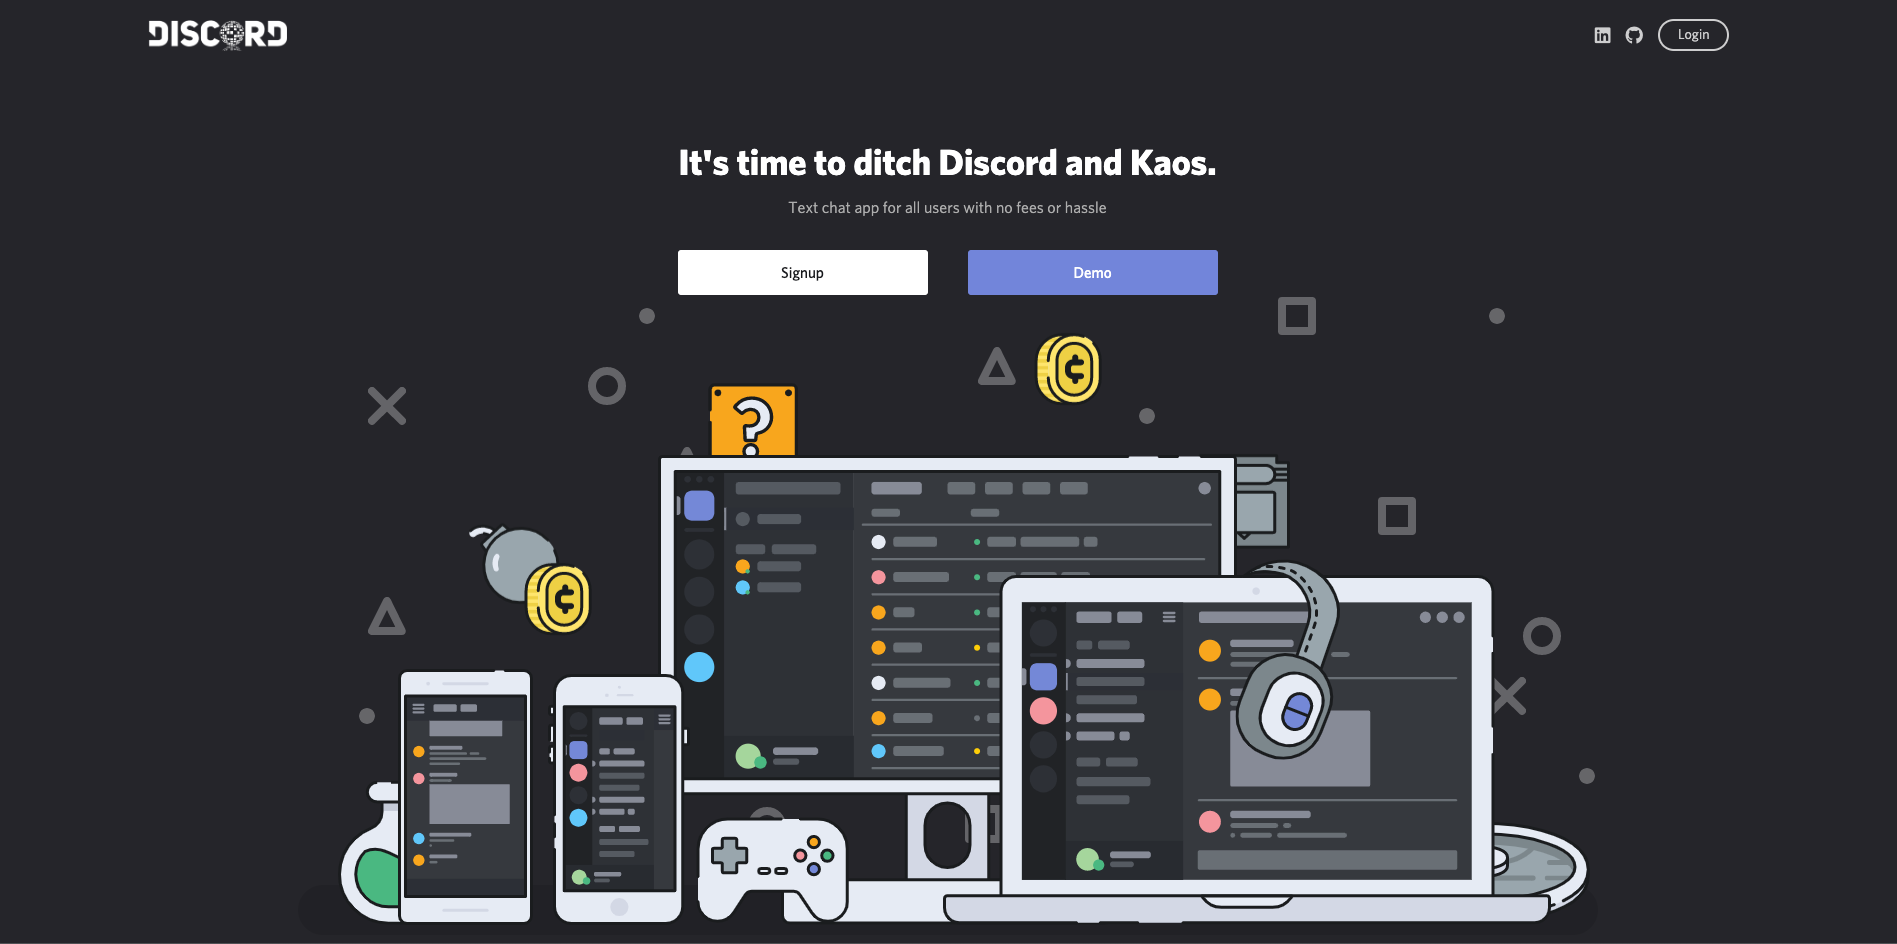 DISCORD
Login
It's time to ditch Discord and Kaos.
Text chat app for all users with no fees or hassle
Signup
Demo